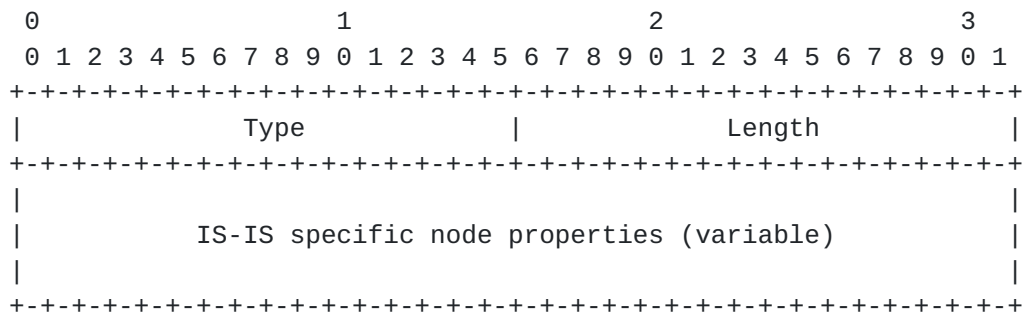 0                   1                   2                   3
 0 1 2 3 4 5 6 7 8 9 0 1 2 3 4 5 6 7 8 9 0 1 2 3 4 5 6 7 8 9 0 1
+-+-+-+-+-+-+-+-+-+-+-+-+-+-+-+-+-+-+-+-+-+-+-+-+-+-+-+-+-+-+-+-+
|              Type             |             Length            |
+-+-+-+-+-+-+-+-+-+-+-+-+-+-+-+-+-+-+-+-+-+-+-+-+-+-+-+-+-+-+-+-+
|                                                               |
|           IS-IS specific node properties (variable)           |
|                                                               |
+-+-+-+-+-+-+-+-+-+-+-+-+-+-+-+-+-+-+-+-+-+-+-+-+-+-+-+-+-+-+-+-+